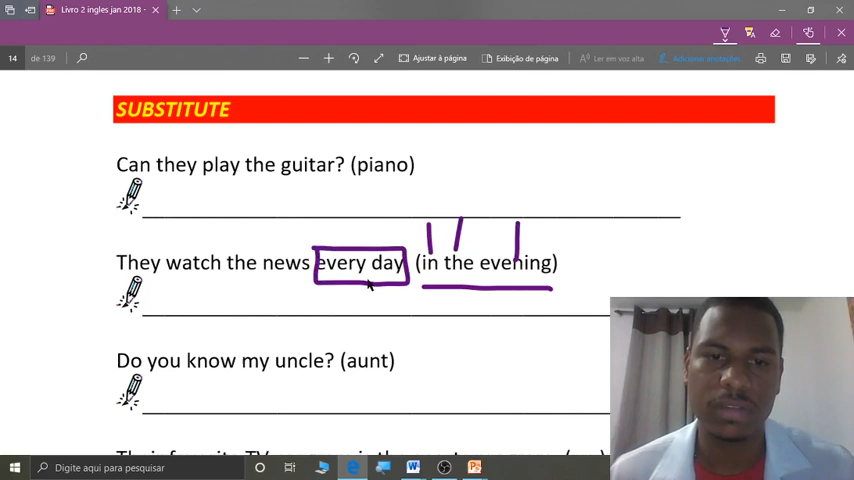 Livro 2 ingles jan 2018 -
14 de 139 Ajustar à página Exibição de página Ler em voz alta Adicionar anotações
SUBSTITUTE
Can they play the guitar? (piano)
They watch the news every day (in the evening)
Do you know my uncle? (aunt)
Digite aqui para pesquisar